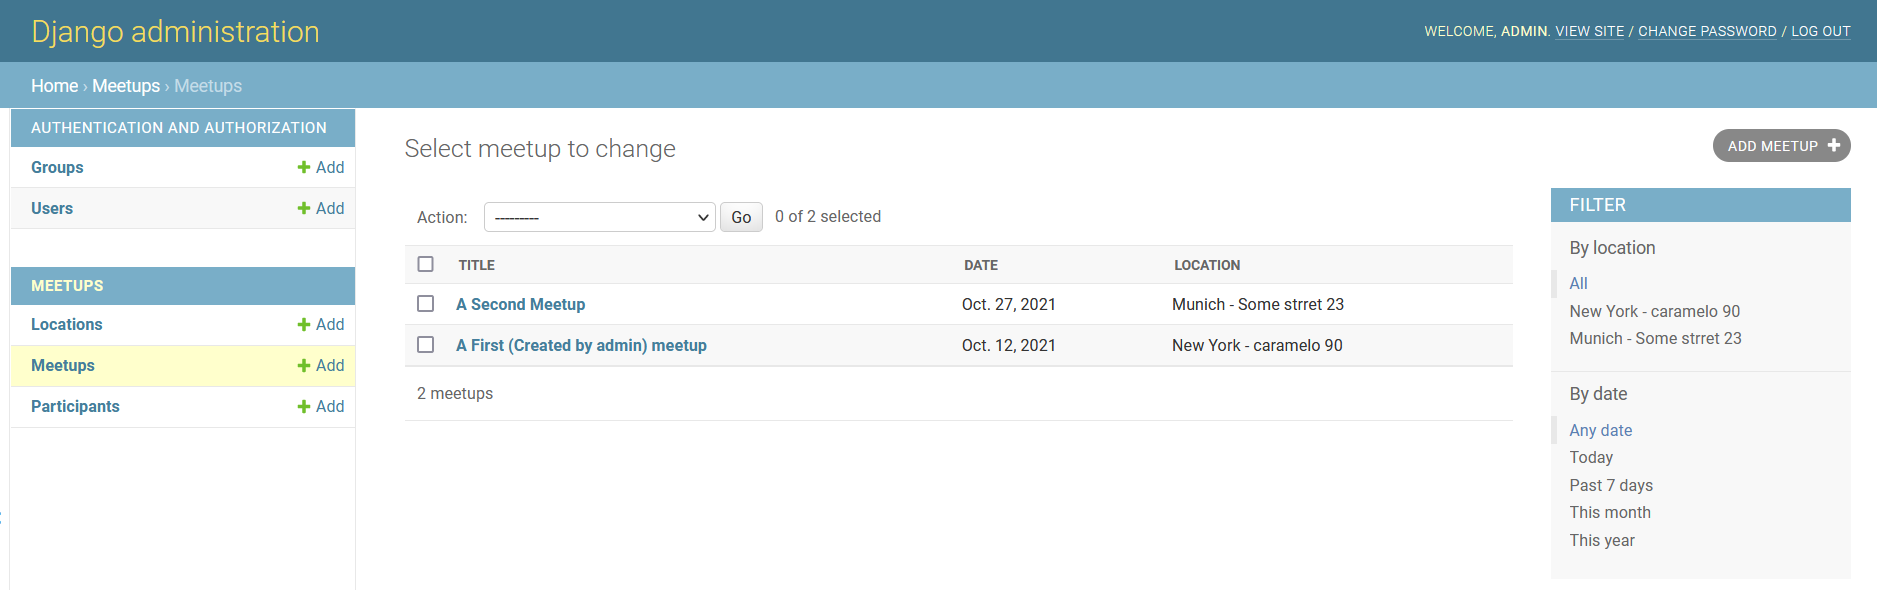 Django administration
WELCOME, ADMIN. VIEW SITE / CHANGE PASSWORD / LOG OUT
Home › Meetups › Meetups
AUTHENTICATION AND AUTHORIZATION
Groups Add
Users Add
MEETUPS
Locations Add
Meetups Add
Participants Add
Select meetup to change
ADD MEETUP
Action: --------- Go 0 of 2 selected
TITLE DATE LOCATION
A Second Meetup Oct. 27, 2021 Munich - Some strret 23
A First (Created by admin) meetup Oct. 12, 2021 New York - caramelo 90
2 meetups
FILTER
By location
All
New York - caramelo 90
Munich - Some strret 23
By date
Any date
Today
Past 7 days
This month
This year